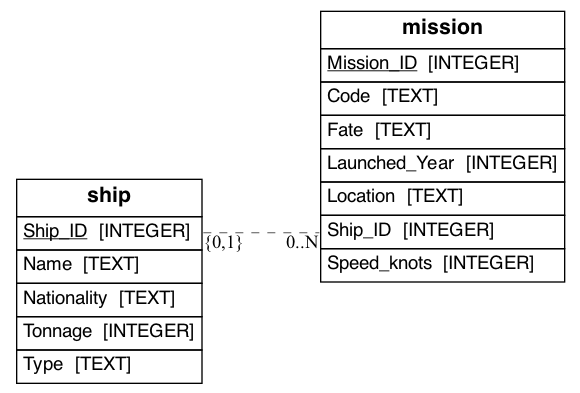 mission
Mission_ID [INTEGER]
Code [TEXT]
Fate [TEXT]
Launched_Year [INTEGER]
Location [TEXT]
Ship_ID [INTEGER]
Speed_knots [INTEGER]
ship
Ship_ID [INTEGER]
Name [TEXT]
Nationality [TEXT]
Tonnage [INTEGER]
Type [TEXT]
{0,1} 0..N